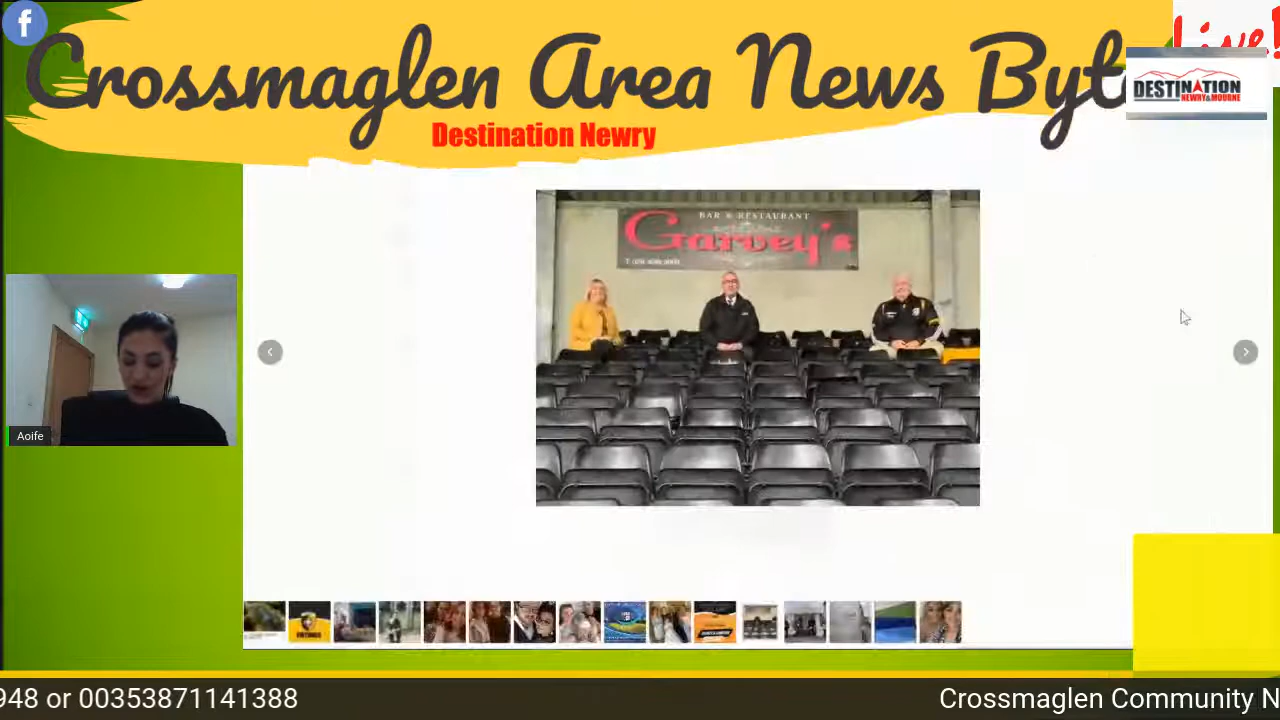 f
Crossmaglen Area News Byt
Live!
DESTINATION
NEWRY&MOURNE
Destination Newry
BAR & RESTAURANT
Garvey's
Aoife
FIXTURES
948 or 00353871141388
Crossmaglen Community N